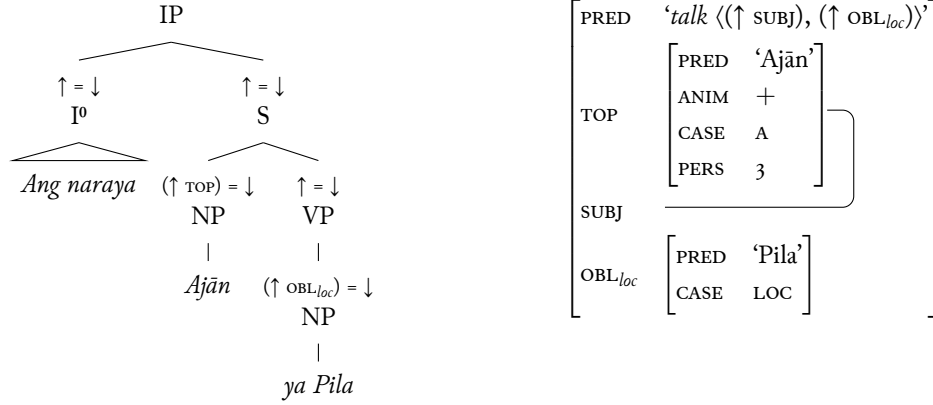 IP
↑ = ↓
I⁰
Ang naraya
↑ = ↓
S
(↑ TOP) = ↓
NP
Ajān
↑ = ↓
VP
(↑ OBLloc) = ↓
NP
ya Pila
PRED ‘talk ⟨(↑ SUBJ), (↑ OBLloc)⟩’
TOP
PRED ‘Ajān’
ANIM +
CASE A
PERS 3
SUBJ
OBLloc
PRED ‘Pila’
CASE LOC